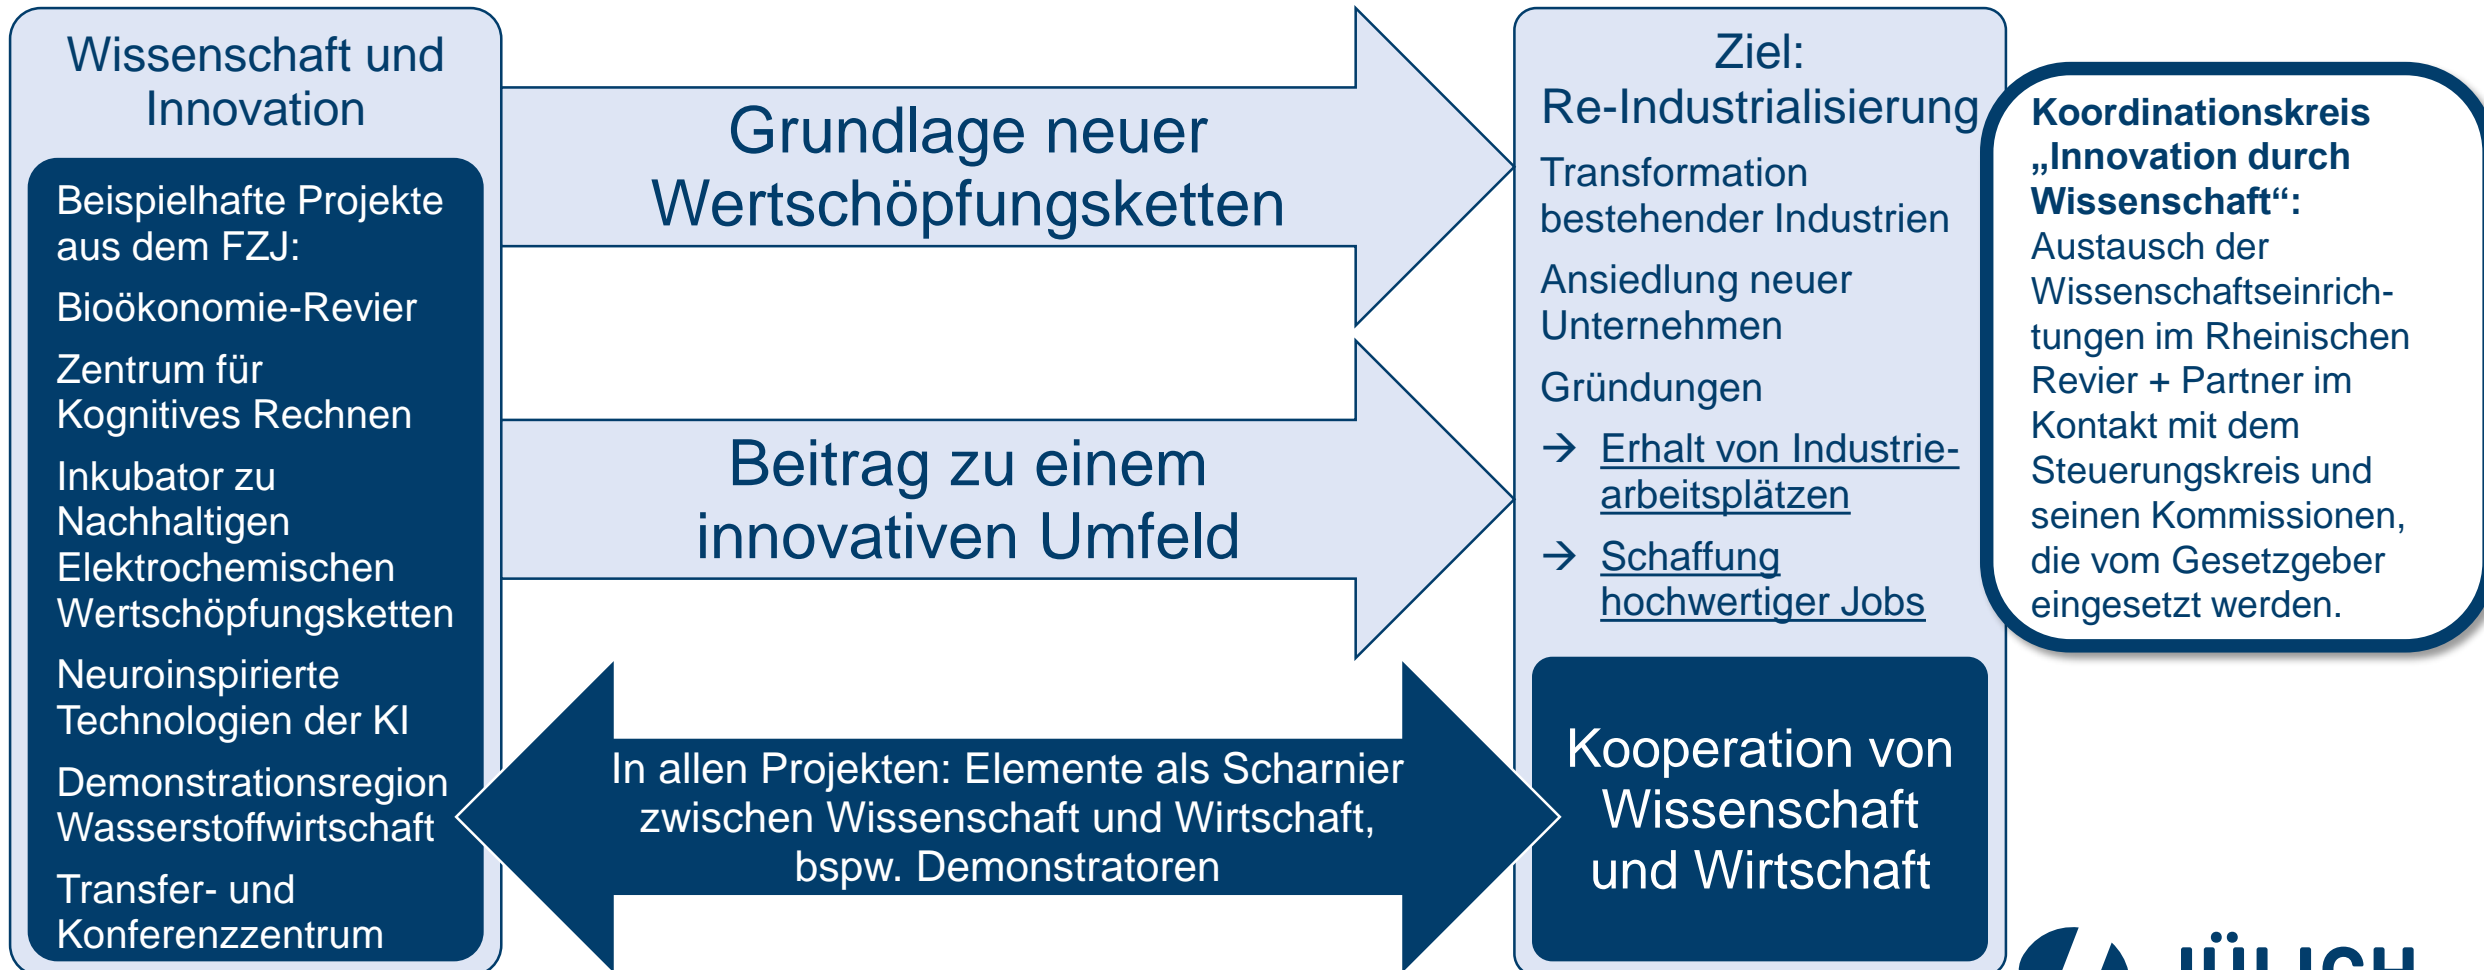 Wissenschaft und
Innovation
Beispielhafte Projekte
aus dem FZJ:
Bioökonomie-Revier
Zentrum für
Kognitives Rechnen
Inkubator zu
Nachhaltigen
Elektrochemischen
Wertschöpfungsketten
Neuroinspirierte
Technologien der KI
Demonstrationsregion
Wasserstoffwirtschaft
Transfer- und
Konferenzzentrum
Grundlage neuer
Wertschöpfungsketten
Beitrag zu einem
innovativen Umfeld
In allen Projekten: Elemente als Scharnier
zwischen Wissenschaft und Wirtschaft,
bspw. Demonstratoren
Ziel:
Re-Industrialisierung
Transformation
bestehender Industrien
Ansiedlung neuer
Unternehmen
Gründungen
→ Erhalt von Industrie-
arbeitsplätzen
→ Schaffung
hochwertiger Jobs
Kooperation von
Wissenschaft
und Wirtschaft
Koordinationskreis
„Innovation durch
Wissenschaft“:
Austausch der
Wissenschaftseinrich-
tungen im Rheinischen
Revier + Partner im
Kontakt mit dem
Steuerungskreis und
seinen Kommissionen,
die vom Gesetzgeber
eingesetzt werden.
JÜLICH